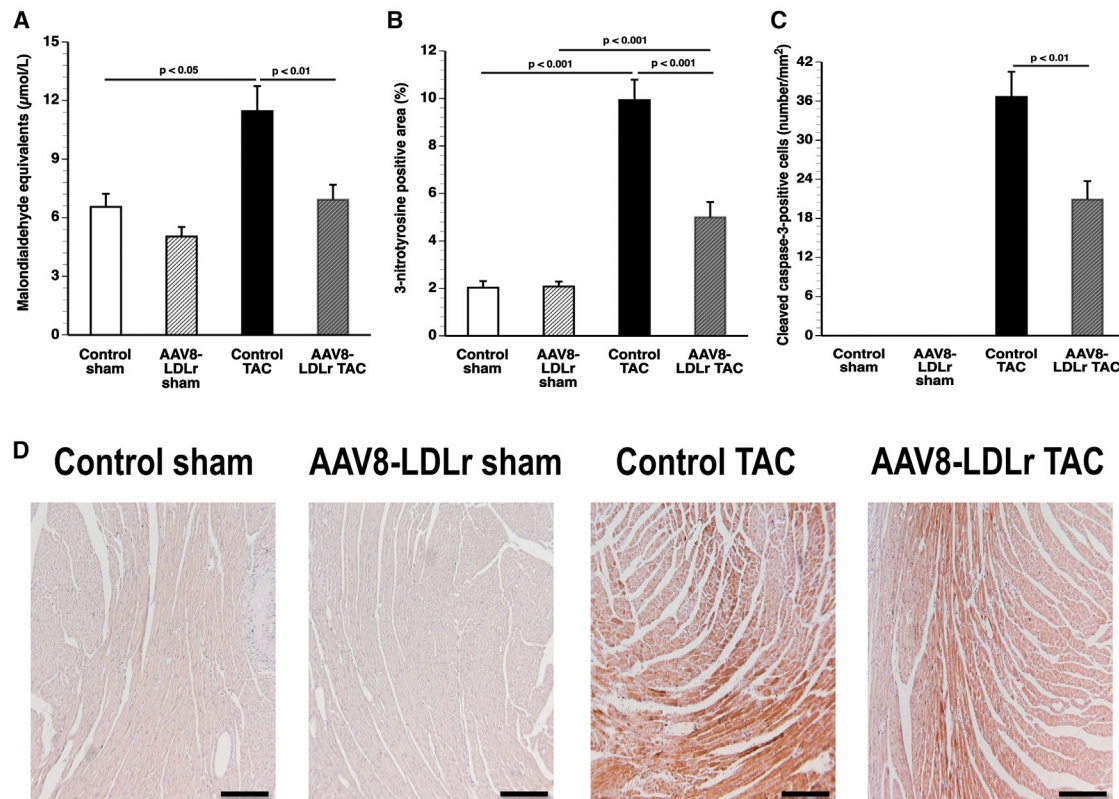 A
Malondialdehyde equivalents (µmol/L)
15
12
9
6
3
0
p < 0.05
p < 0.01
Control
sham
AAV8-
LDLr
sham
Control
TAC
AAV8-
LDLr TAC
B
3-nitrotyrosine positive area (%)
12
10
8
6
4
2
0
p < 0.001
p < 0.001
p < 0.001
Control
sham
AAV8-
LDLr
sham
Control
TAC
AAV8-
LDLr TAC
C
Cleaved caspase-3-positive cells (number/mm²)
42
36
30
24
18
12
6
0
p < 0.01
Control
sham
AAV8-
LDLr
sham
Control
TAC
AAV8-
LDLr TAC
D
Control sham
AAV8-LDLr sham
Control TAC
AAV8-LDLr TAC